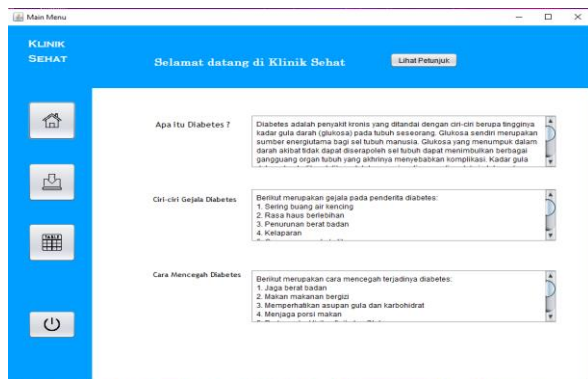 Main Menu
KLINIK
SEHAT
Selamat datang di Klinik Sehat
Lihat Petunjuk
Apa Itu Diabetes ?
Diabetes adalah penyakit kronis yang ditandai dengan ciri-ciri berupa tingginya
kadar gula darah (glukosa) pada tubuh seseorang. Glukosa sendiri merupakan
sumber energiutama bagi sel tubuh manusia. Glukosa yang menumpuk dalam
darah akibat tidak dapat diserapoleh sel tubuh dapat menimbulkan berbagai
gangguang organ tubuh yang akhrinya menyebabkan komplikasi. Kadar gula
Ciri-ciri Gejala Diabetes
Berikut merupakan gejala pada penderita diabetes:
1. Sering buang air kencing
2. Rasa haus berlebihan
3. Penurunan berat badan
4. Kelaparan
TABLE
Cara Mencegah Diabetes
Berikut merupakan cara mencegah terjadinya diabetes:
1. Jaga berat badan
2. Makan makanan bergizi
3. Memperhatikan asupan gula dan karbohidrat
4. Menjaga porsi makan